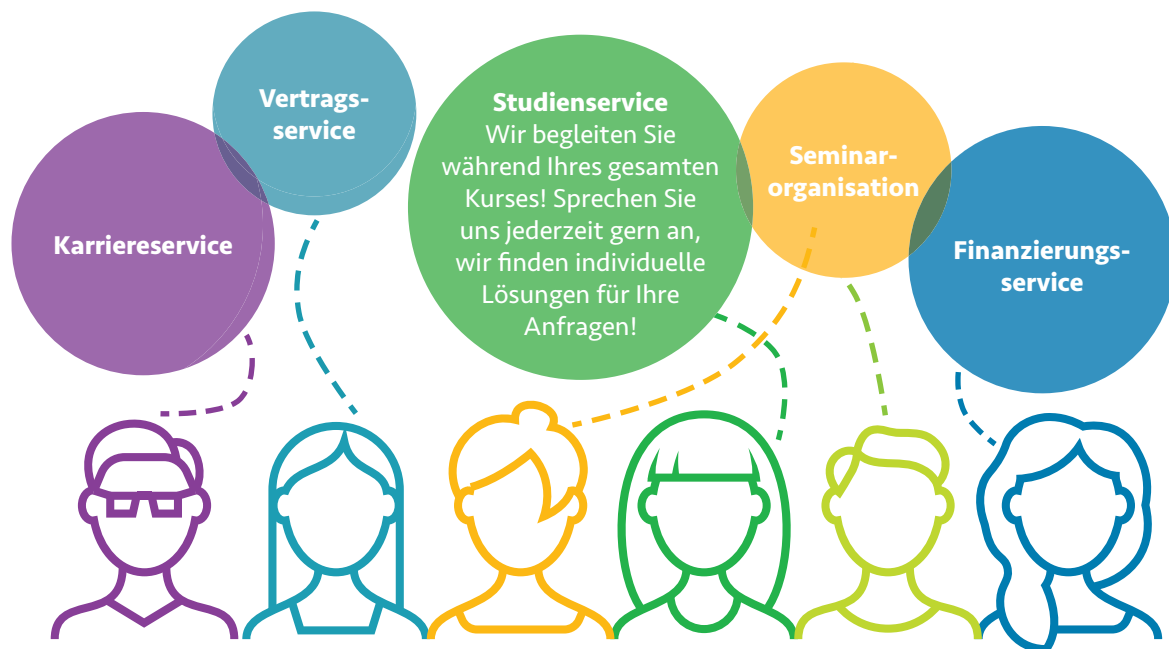 Karriereservice
Vertrags-
service
Studienservice
Wir begleiten Sie
während Ihres gesamten
Kurses! Sprechen Sie
uns jederzeit gern an,
wir finden individuelle
Lösungen für Ihre
Anfragen!
Seminar-
organisation
Finanzierungs-
service